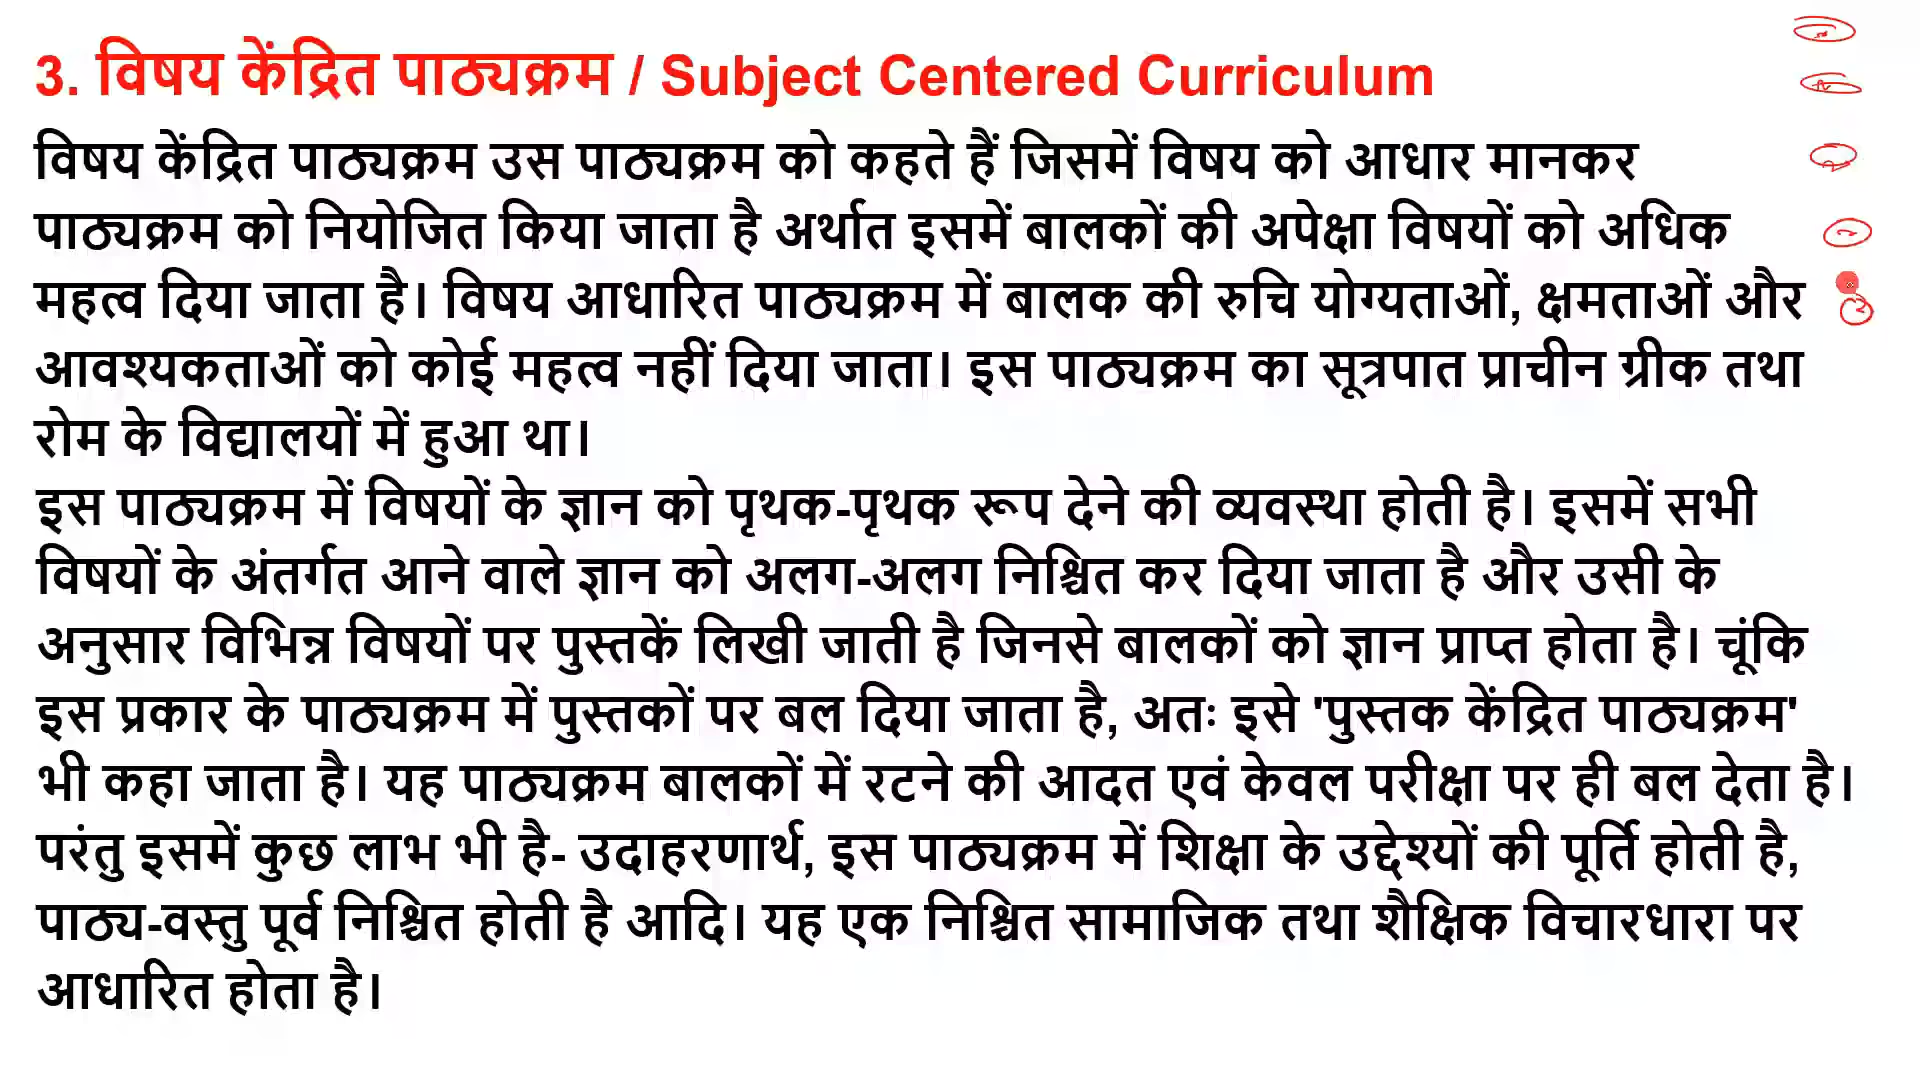 3. विषय केंद्रित पाठ्यक्रम / Subject Centered Curriculum
विषय केंद्रित पाठ्यक्रम उस पाठ्यक्रम को कहते हैं जिसमें विषय को आधार मानकर
पाठ्यक्रम को नियोजित किया जाता है अर्थात इसमें बालकों की अपेक्षा विषयों को अधिक
महत्व दिया जाता है। विषय आधारित पाठ्यक्रम में बालक की रुचि योग्यताओं, क्षमताओं और
आवश्यकताओं को कोई महत्व नहीं दिया जाता। इस पाठ्यक्रम का सूत्रपात प्राचीन ग्रीक तथा
रोम के विद्यालयों में हुआ था।
इस पाठ्यक्रम में विषयों के ज्ञान को पृथक-पृथक रूप देने की व्यवस्था होती है। इसमें सभी
विषयों के अंतर्गत आने वाले ज्ञान को अलग-अलग निश्चित कर दिया जाता है और उसी के
अनुसार विभिन्न विषयों पर पुस्तकें लिखी जाती है जिनसे बालकों को ज्ञान प्राप्त होता है। चूंकि
इस प्रकार के पाठ्यक्रम में पुस्तकों पर बल दिया जाता है, अतः इसे 'पुस्तक केंद्रित पाठ्यक्रम'
भी कहा जाता है। यह पाठ्यक्रम बालकों में रटने की आदत एवं केवल परीक्षा पर ही बल देता है।
परंतु इसमें कुछ लाभ भी है- उदाहरणार्थ, इस पाठ्यक्रम में शिक्षा के उद्देश्यों की पूर्ति होती है,
पाठ्य-वस्तु पूर्व निश्चित होती है आदि। यह एक निश्चित सामाजिक तथा शैक्षिक विचारधारा पर
आधारित होता है।